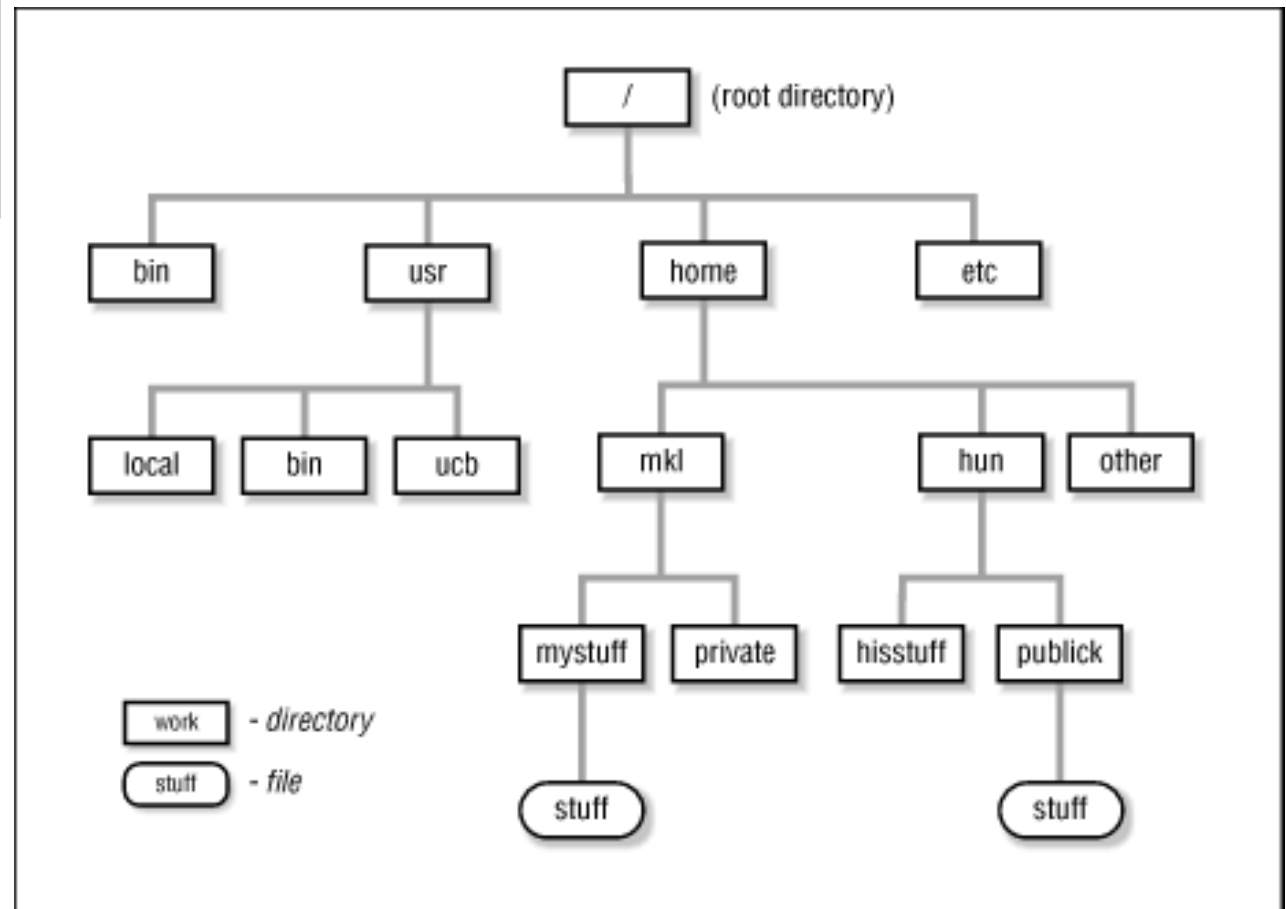 / (root directory)
bin usr home etc
local bin ucb mkl hun other
mystuff private hisstuff publick
work - directory
stuff - file
stuff stuff